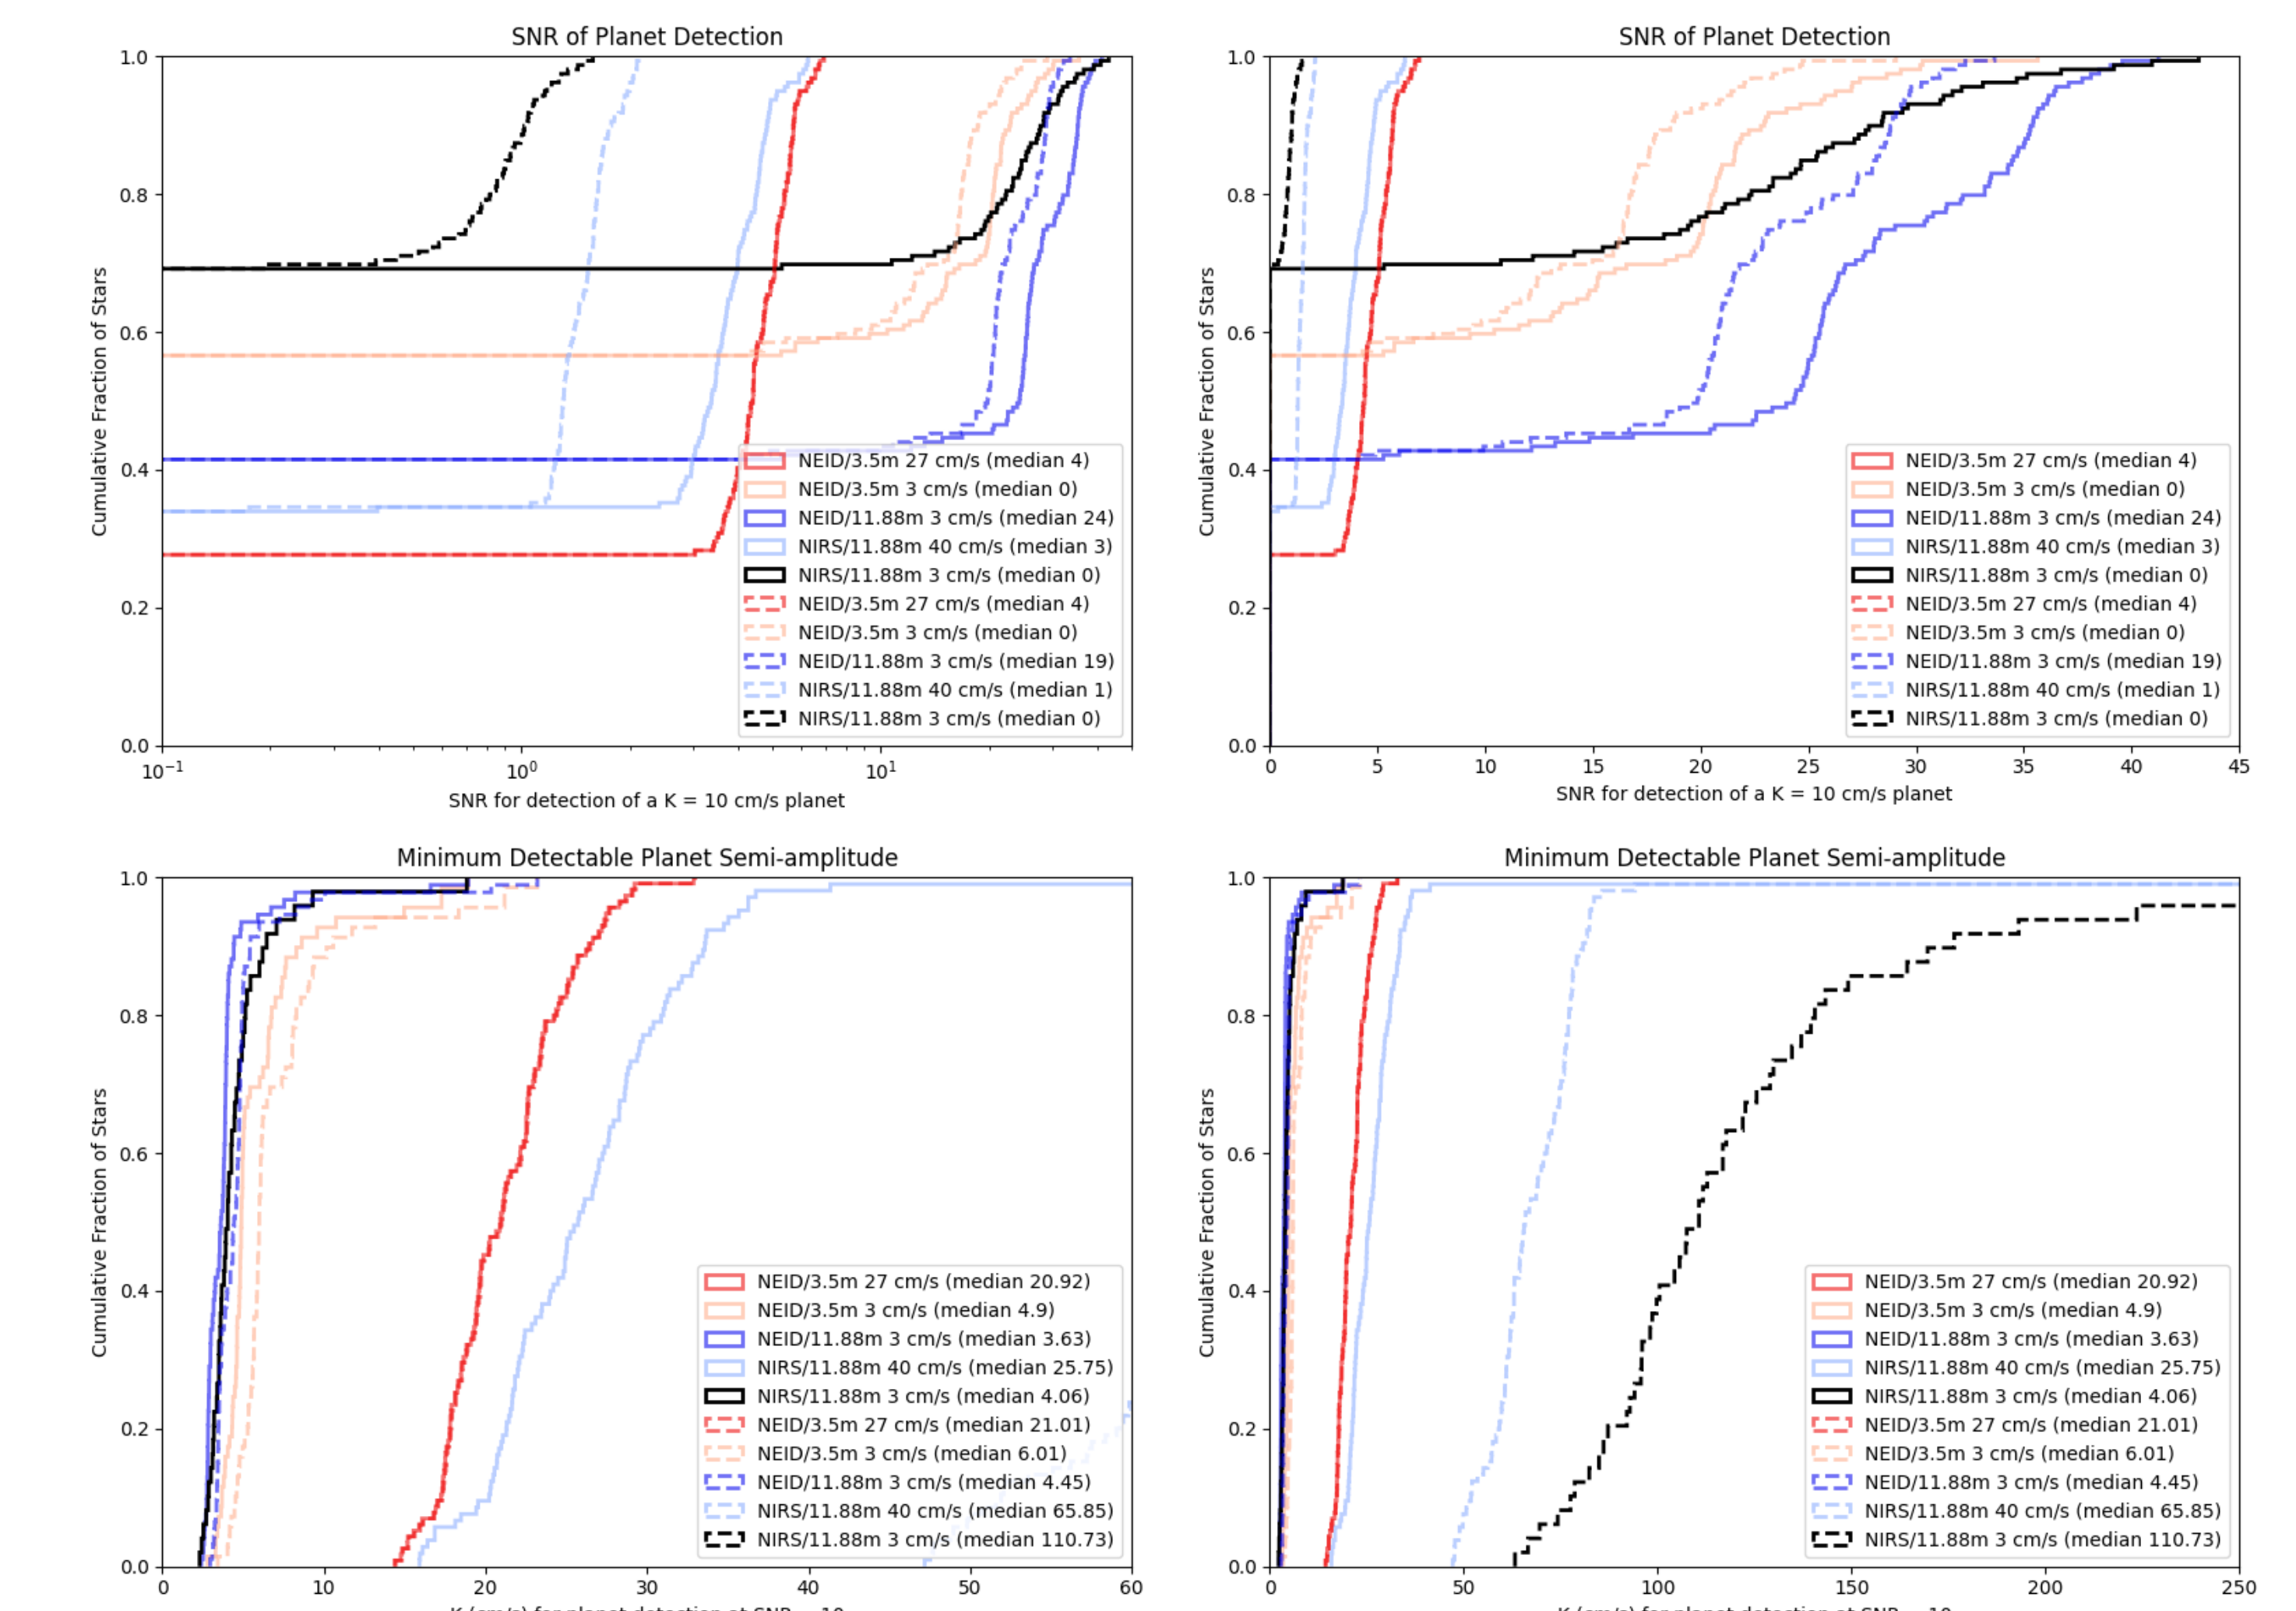 SNR of Planet Detection
Cumulative Fraction of Stars
1.0
0.8
0.6
0.4
0.2
0.0
NEID/3.5m 27 cm/s (median 4)
NEID/3.5m 3 cm/s (median 0)
NEID/11.88m 3 cm/s (median 24)
NIRS/11.88m 40 cm/s (median 3)
NIRS/11.88m 3 cm/s (median 0)
NEID/3.5m 27 cm/s (median 4)
NEID/3.5m 3 cm/s (median 0)
NEID/11.88m 3 cm/s (median 19)
NIRS/11.88m 40 cm/s (median 1)
NIRS/11.88m 3 cm/s (median 0)
10⁻¹ 10⁰ 10¹
SNR for detection of a K = 10 cm/s planet
SNR of Planet Detection
Cumulative Fraction of Stars
1.0
0.8
0.6
0.4
0.2
0.0
NEID/3.5m 27 cm/s (median 4)
NEID/3.5m 3 cm/s (median 0)
NEID/11.88m 3 cm/s (median 24)
NIRS/11.88m 40 cm/s (median 3)
NIRS/11.88m 3 cm/s (median 0)
NEID/3.5m 27 cm/s (median 4)
NEID/3.5m 3 cm/s (median 0)
NEID/11.88m 3 cm/s (median 19)
NIRS/11.88m 40 cm/s (median 1)
NIRS/11.88m 3 cm/s (median 0)
0 5 10 15 20 25 30 35 40 45
SNR for detection of a K = 10 cm/s planet
Minimum Detectable Planet Semi-amplitude
Cumulative Fraction of Stars
1.0
0.8
0.6
0.4
0.2
0.0
NEID/3.5m 27 cm/s (median 20.92)
NEID/3.5m 3 cm/s (median 4.9)
NEID/11.88m 3 cm/s (median 3.63)
NIRS/11.88m 40 cm/s (median 25.75)
NIRS/11.88m 3 cm/s (median 4.06)
NEID/3.5m 27 cm/s (median 21.01)
NEID/3.5m 3 cm/s (median 6.01)
NEID/11.88m 3 cm/s (median 4.45)
NIRS/11.88m 40 cm/s (median 65.85)
NIRS/11.88m 3 cm/s (median 110.73)
0 10 20 30 40 50 60
K (cm/s) for planet detection at SNR = 10
Minimum Detectable Planet Semi-amplitude
Cumulative Fraction of Stars
1.0
0.8
0.6
0.4
0.2
0.0
NEID/3.5m 27 cm/s (median 20.92)
NEID/3.5m 3 cm/s (median 4.9)
NEID/11.88m 3 cm/s (median 3.63)
NIRS/11.88m 40 cm/s (median 25.75)
NIRS/11.88m 3 cm/s (median 4.06)
NEID/3.5m 27 cm/s (median 21.01)
NEID/3.5m 3 cm/s (median 6.01)
NEID/11.88m 3 cm/s (median 4.45)
NIRS/11.88m 40 cm/s (median 65.85)
NIRS/11.88m 3 cm/s (median 110.73)
0 50 100 150 200 250
K (cm/s) for planet detection at SNR = 10